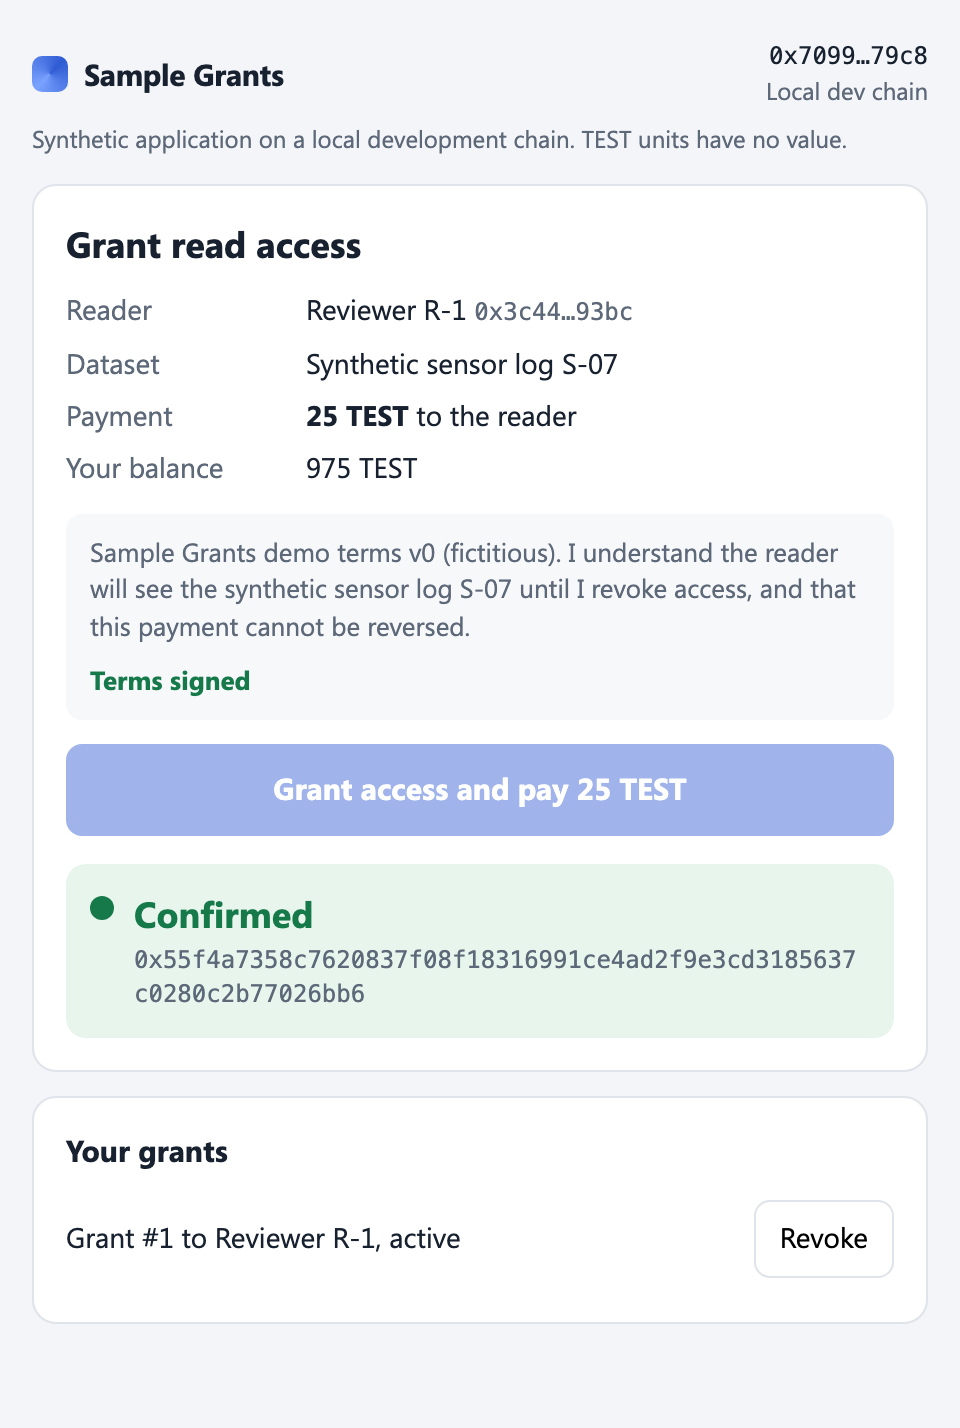 Sample Grants
0x7099…79c8
Local dev chain
Synthetic application on a local development chain. TEST units have no value.
Grant read access
Reader Reviewer R-1 0x3c44…93bc
Dataset Synthetic sensor log S-07
Payment 25 TEST to the reader
Your balance 975 TEST
Sample Grants demo terms v0 (fictitious). I understand the reader
will see the synthetic sensor log S-07 until I revoke access, and that
this payment cannot be reversed.
Terms signed
Grant access and pay 25 TEST
Confirmed
0x55f4a7358c7620837f08f18316991ce4ad2f9e3cd3185637
c0280c2b77026bb6
Your grants
Grant #1 to Reviewer R-1, active
Revoke